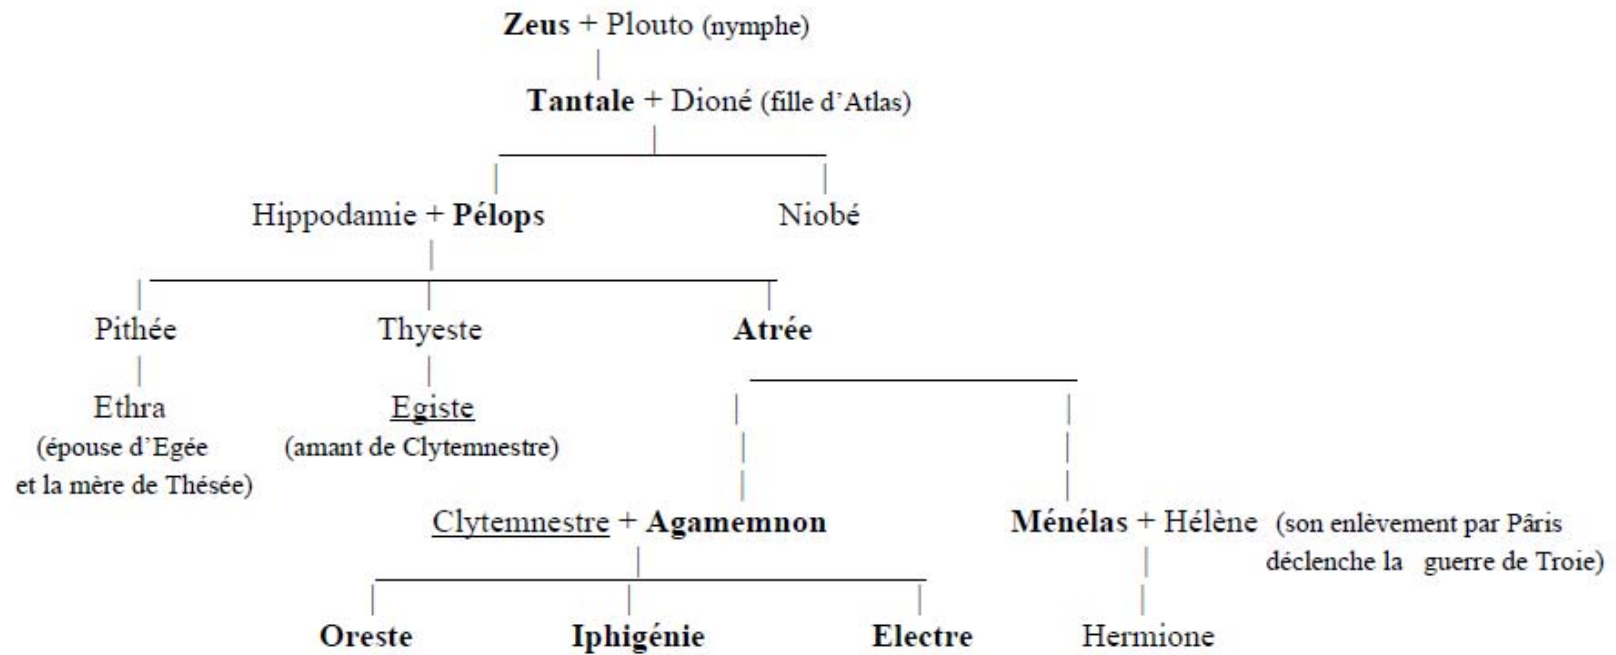 Zeus + Plouto (nymphe)
Tantale + Dioné (fille d'Atlas)
Hippodamie + Pélops Niobé
Pithée Thyeste Atrée
Ethra Egiste
(épouse d'Egée (amant de Clytemnestre)
et la mère de Thésée)
Clytemnestre + Agamemnon Ménélas + Hélène (son enlèvement par Pâris
déclenche la guerre de Troie)
Oreste Iphigénie Electre Hermione